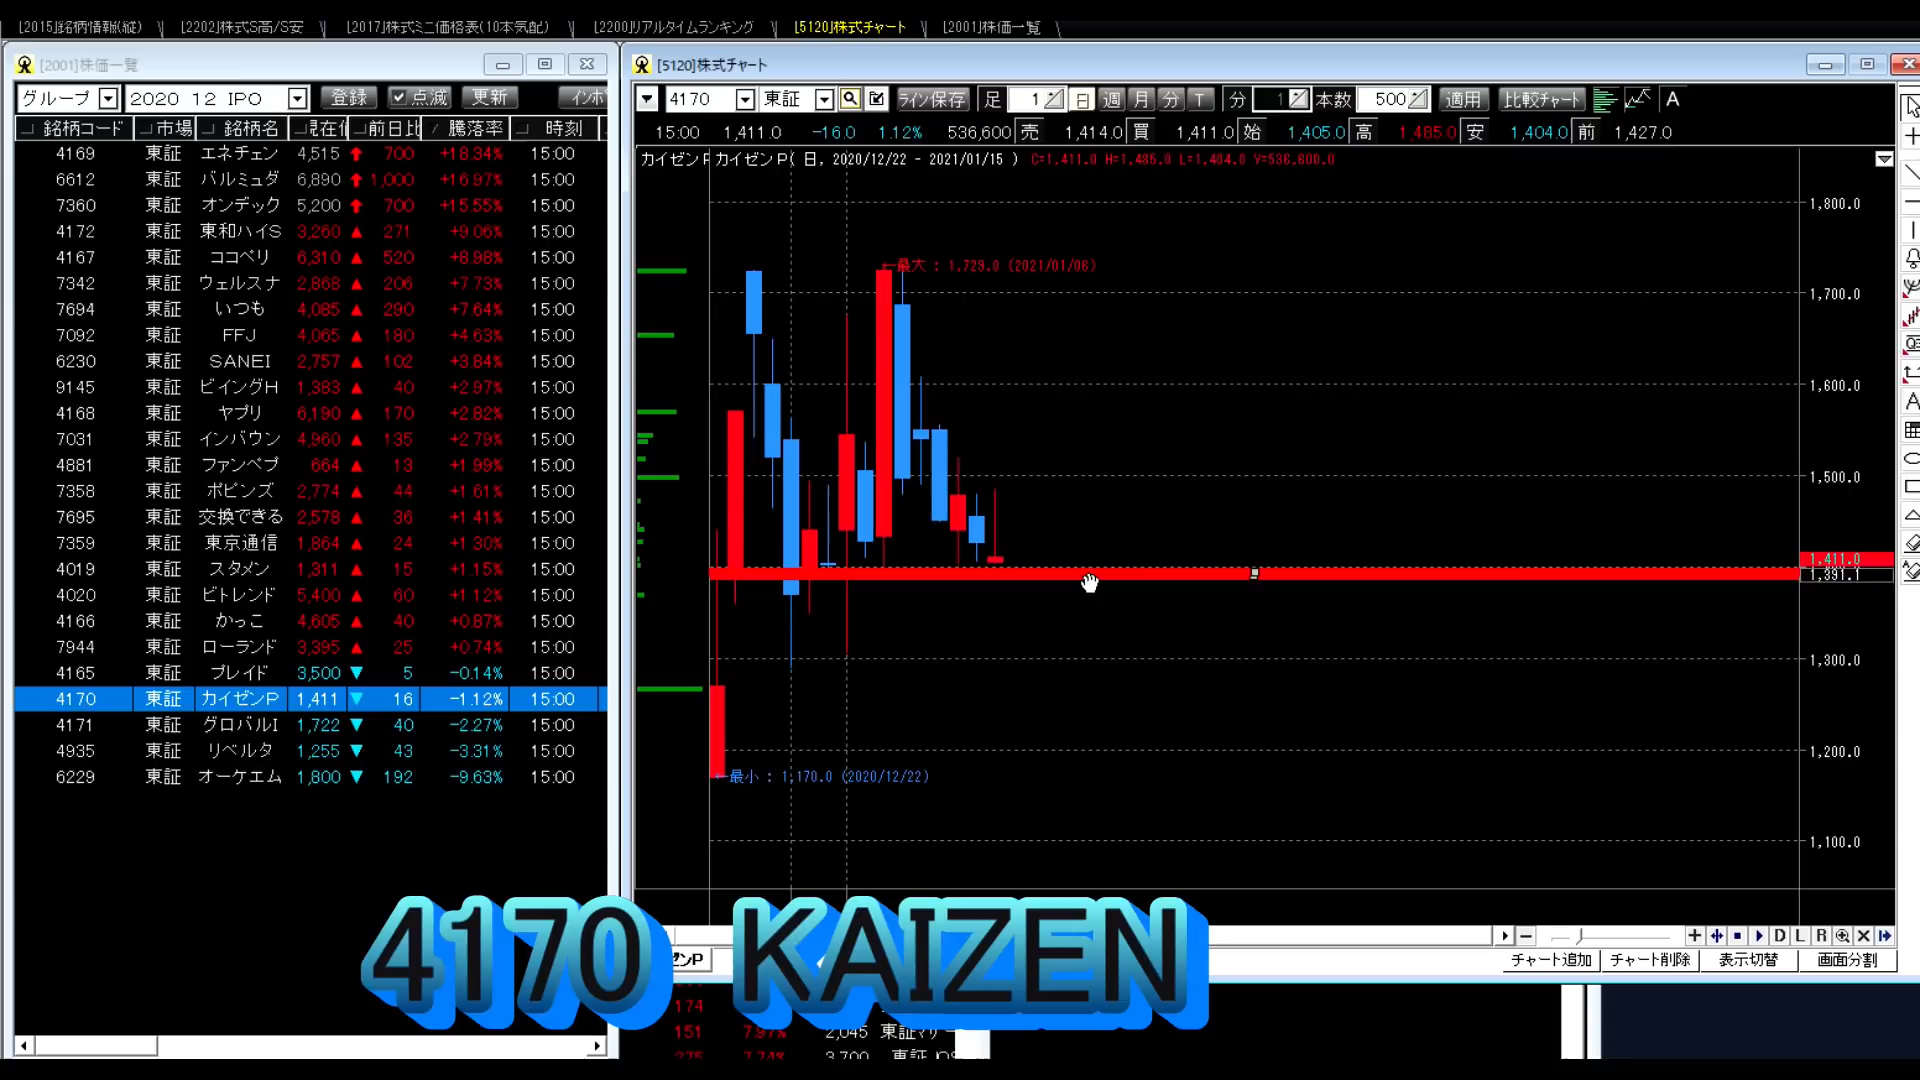 [2015]銘柄情報(縦) [2202]株式S高/S安 [2017]株式ミニ価格表(10本気配) [2200]リアルタイムランキング [5120]株式チャート [2001]株価一覧
[2001]株価一覧
グループ 2020 12 IPO 登録 点滅 更新
銘柄コード 市場 銘柄名 現在値 前日比 騰落率 時刻
4169 東証 エネチェン 4,515 700 +18.34% 15:00
6612 東証 バルミュダ 6,890 1,000 +16.97% 15:00
7360 東証 オンデック 5,200 700 +15.55% 15:00
4172 東証 東和ハイS 3,260 271 +9.06% 15:00
4167 東証 ココペリ 6,310 520 +8.98% 15:00
7342 東証 ウェルスナ 2,868 206 +7.73% 15:00
7694 東証 いつも 4,085 290 +7.64% 15:00
7092 東証 FFJ 4,065 180 +4.63% 15:00
6230 東証 SANEI 2,757 102 +3.84% 15:00
9145 東証 ビイングH 1,383 40 +2.97% 15:00
4168 東証 ヤプリ 6,190 170 +2.82% 15:00
7031 東証 インバウン 4,960 135 +2.79% 15:00
4881 東証 ファンペプ 664 13 +1.99% 15:00
7358 東証 ポピンズ 2,774 44 +1.61% 15:00
7695 東証 交換できる 2,578 36 +1.41% 15:00
7359 東証 東京通信 1,864 24 +1.30% 15:00
4019 東証 スタメン 1,311 15 +1.15% 15:00
4020 東証 ビトレンド 5,400 60 +1.12% 15:00
4166 東証 かっこ 4,605 40 +0.87% 15:00
7944 東証 ローランド 3,395 25 +0.74% 15:00
4165 東証 プレイド 3,500 5 -0.14% 15:00
4170 東証 カイゼンP 1,411 16 -1.12% 15:00
4171 東証 グロバルI 1,722 40 -2.27% 15:00
4935 東証 リベルタ 1,255 43 -3.31% 15:00
6229 東証 オーケエム 1,800 192 -9.63% 15:00
[5120]株式チャート
4170 東証 ライン保存 足 1 日 週 月 分 T 分 1 本数 500 適用 比較チャート A
15:00 1,411.0 -16.0 1.12% 536,600 売 1,414.0 買 1,411.0 始 1,405.0 高 1,485.0 安 1,404.0 前 1,427.0
カイゼンP カイゼンP( 日, 2020/12/22 - 2021/01/15 ) C=1,411.0 H=1,485.0 L=1,404.0 V=536,600.0
1,800.0
←最大 : 1,729.0 (2021/01/06)
1,700.0
1,600.0
1,500.0
1,411.0
1,391.1
1,300.0
1,200.0
←最小 : 1,170.0 (2020/12/22)
1,100.0
D L R
ゼンP チャート追加 チャート削除 表示切替 画面分割
4170 KAIZEN
174
151 7.97% 2,045 東証マザー
275 7.74% 3,700 東証JQS